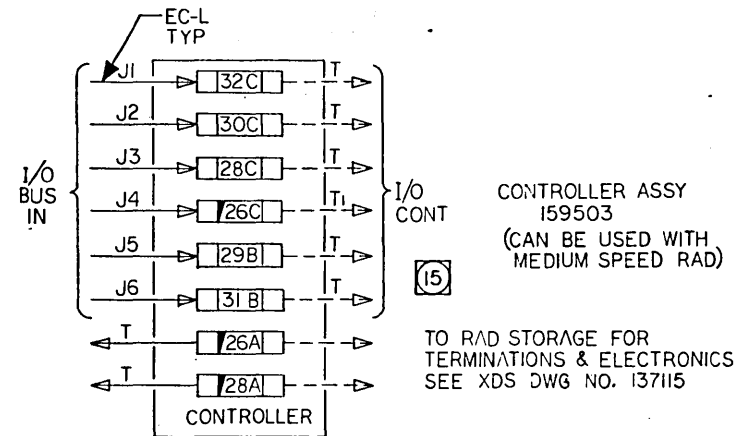 EC-L
TYP
J1 32C T
J2 30C T
J3 28C T
J4 26C T1
J5 29B T
J6 31B T
T 26A
T 28A
I/O
BUS
IN
I/O
CONT
CONTROLLER
CONTROLLER ASSY
159503
(CAN BE USED WITH
MEDIUM SPEED RAD)
15
TO RAD STORAGE FOR
TERMINATIONS & ELECTRONICS
SEE XDS DWG NO. 137115